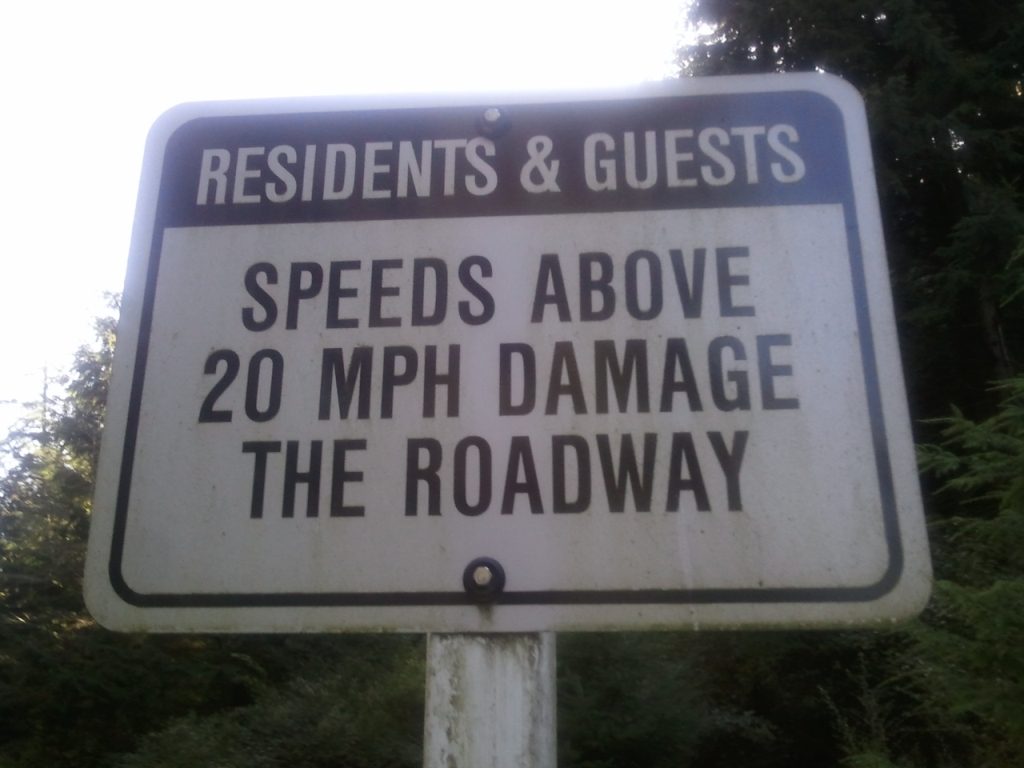 RESIDENTS & GUESTS
SPEEDS ABOVE
20 MPH DAMAGE
THE ROADWAY